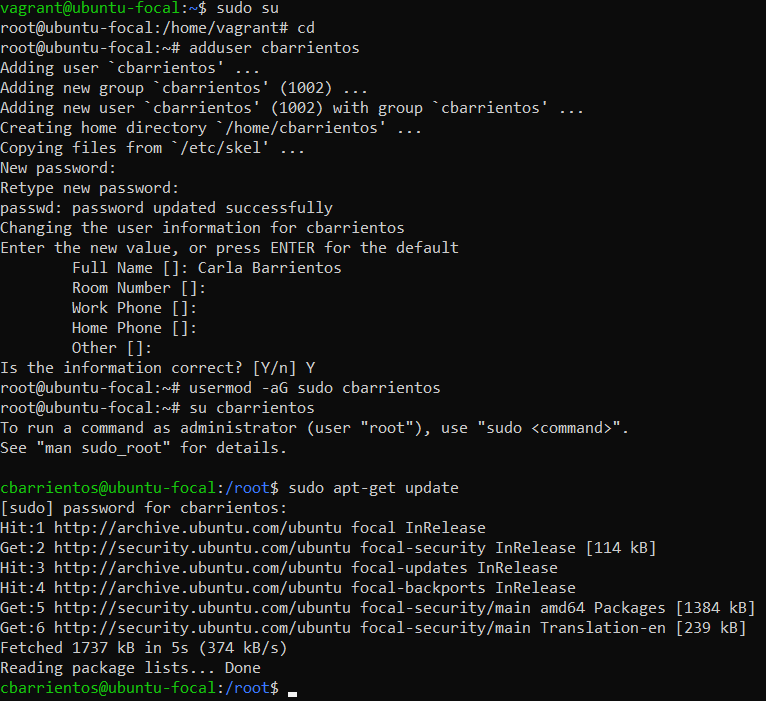 vagrant@ubuntu-focal:~$ sudo su
root@ubuntu-focal:/home/vagrant# cd
root@ubuntu-focal:~# adduser cbarrientos
Adding user `cbarrientos' ...
Adding new group `cbarrientos' (1002) ...
Adding new user `cbarrientos' (1002) with group `cbarrientos' ...
Creating home directory `/home/cbarrientos' ...
Copying files from `/etc/skel' ...
New password:
Retype new password:
passwd: password updated successfully
Changing the user information for cbarrientos
Enter the new value, or press ENTER for the default
        Full Name []: Carla Barrientos
        Room Number []:
        Work Phone []:
        Home Phone []:
        Other []:
Is the information correct? [Y/n] Y
root@ubuntu-focal:~# usermod -aG sudo cbarrientos
root@ubuntu-focal:~# su cbarrientos
To run a command as administrator (user "root"), use "sudo <command>".
See "man sudo_root" for details.

cbarrientos@ubuntu-focal:/root$ sudo apt-get update
[sudo] password for cbarrientos:
Hit:1 http://archive.ubuntu.com/ubuntu focal InRelease
Get:2 http://security.ubuntu.com/ubuntu focal-security InRelease [114 kB]
Hit:3 http://archive.ubuntu.com/ubuntu focal-updates InRelease
Hit:4 http://archive.ubuntu.com/ubuntu focal-backports InRelease
Get:5 http://security.ubuntu.com/ubuntu focal-security/main amd64 Packages [1384 kB]
Get:6 http://security.ubuntu.com/ubuntu focal-security/main Translation-en [239 kB]
Fetched 1737 kB in 5s (374 kB/s)
Reading package lists... Done
cbarrientos@ubuntu-focal:/root$